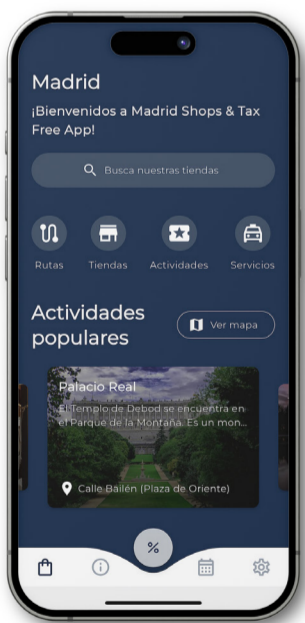 Madrid
¡Bienvenidos a Madrid Shops & Tax
Free App!
Busca nuestras tiendas
Rutas
Tiendas
Actividades
Servicios
Actividades
populares
Ver mapa
Palacio Real
El Templo de Debod se encuentra en
el Parque de la Montaña. Es un mon...
Calle Bailén (Plaza de Oriente)
%